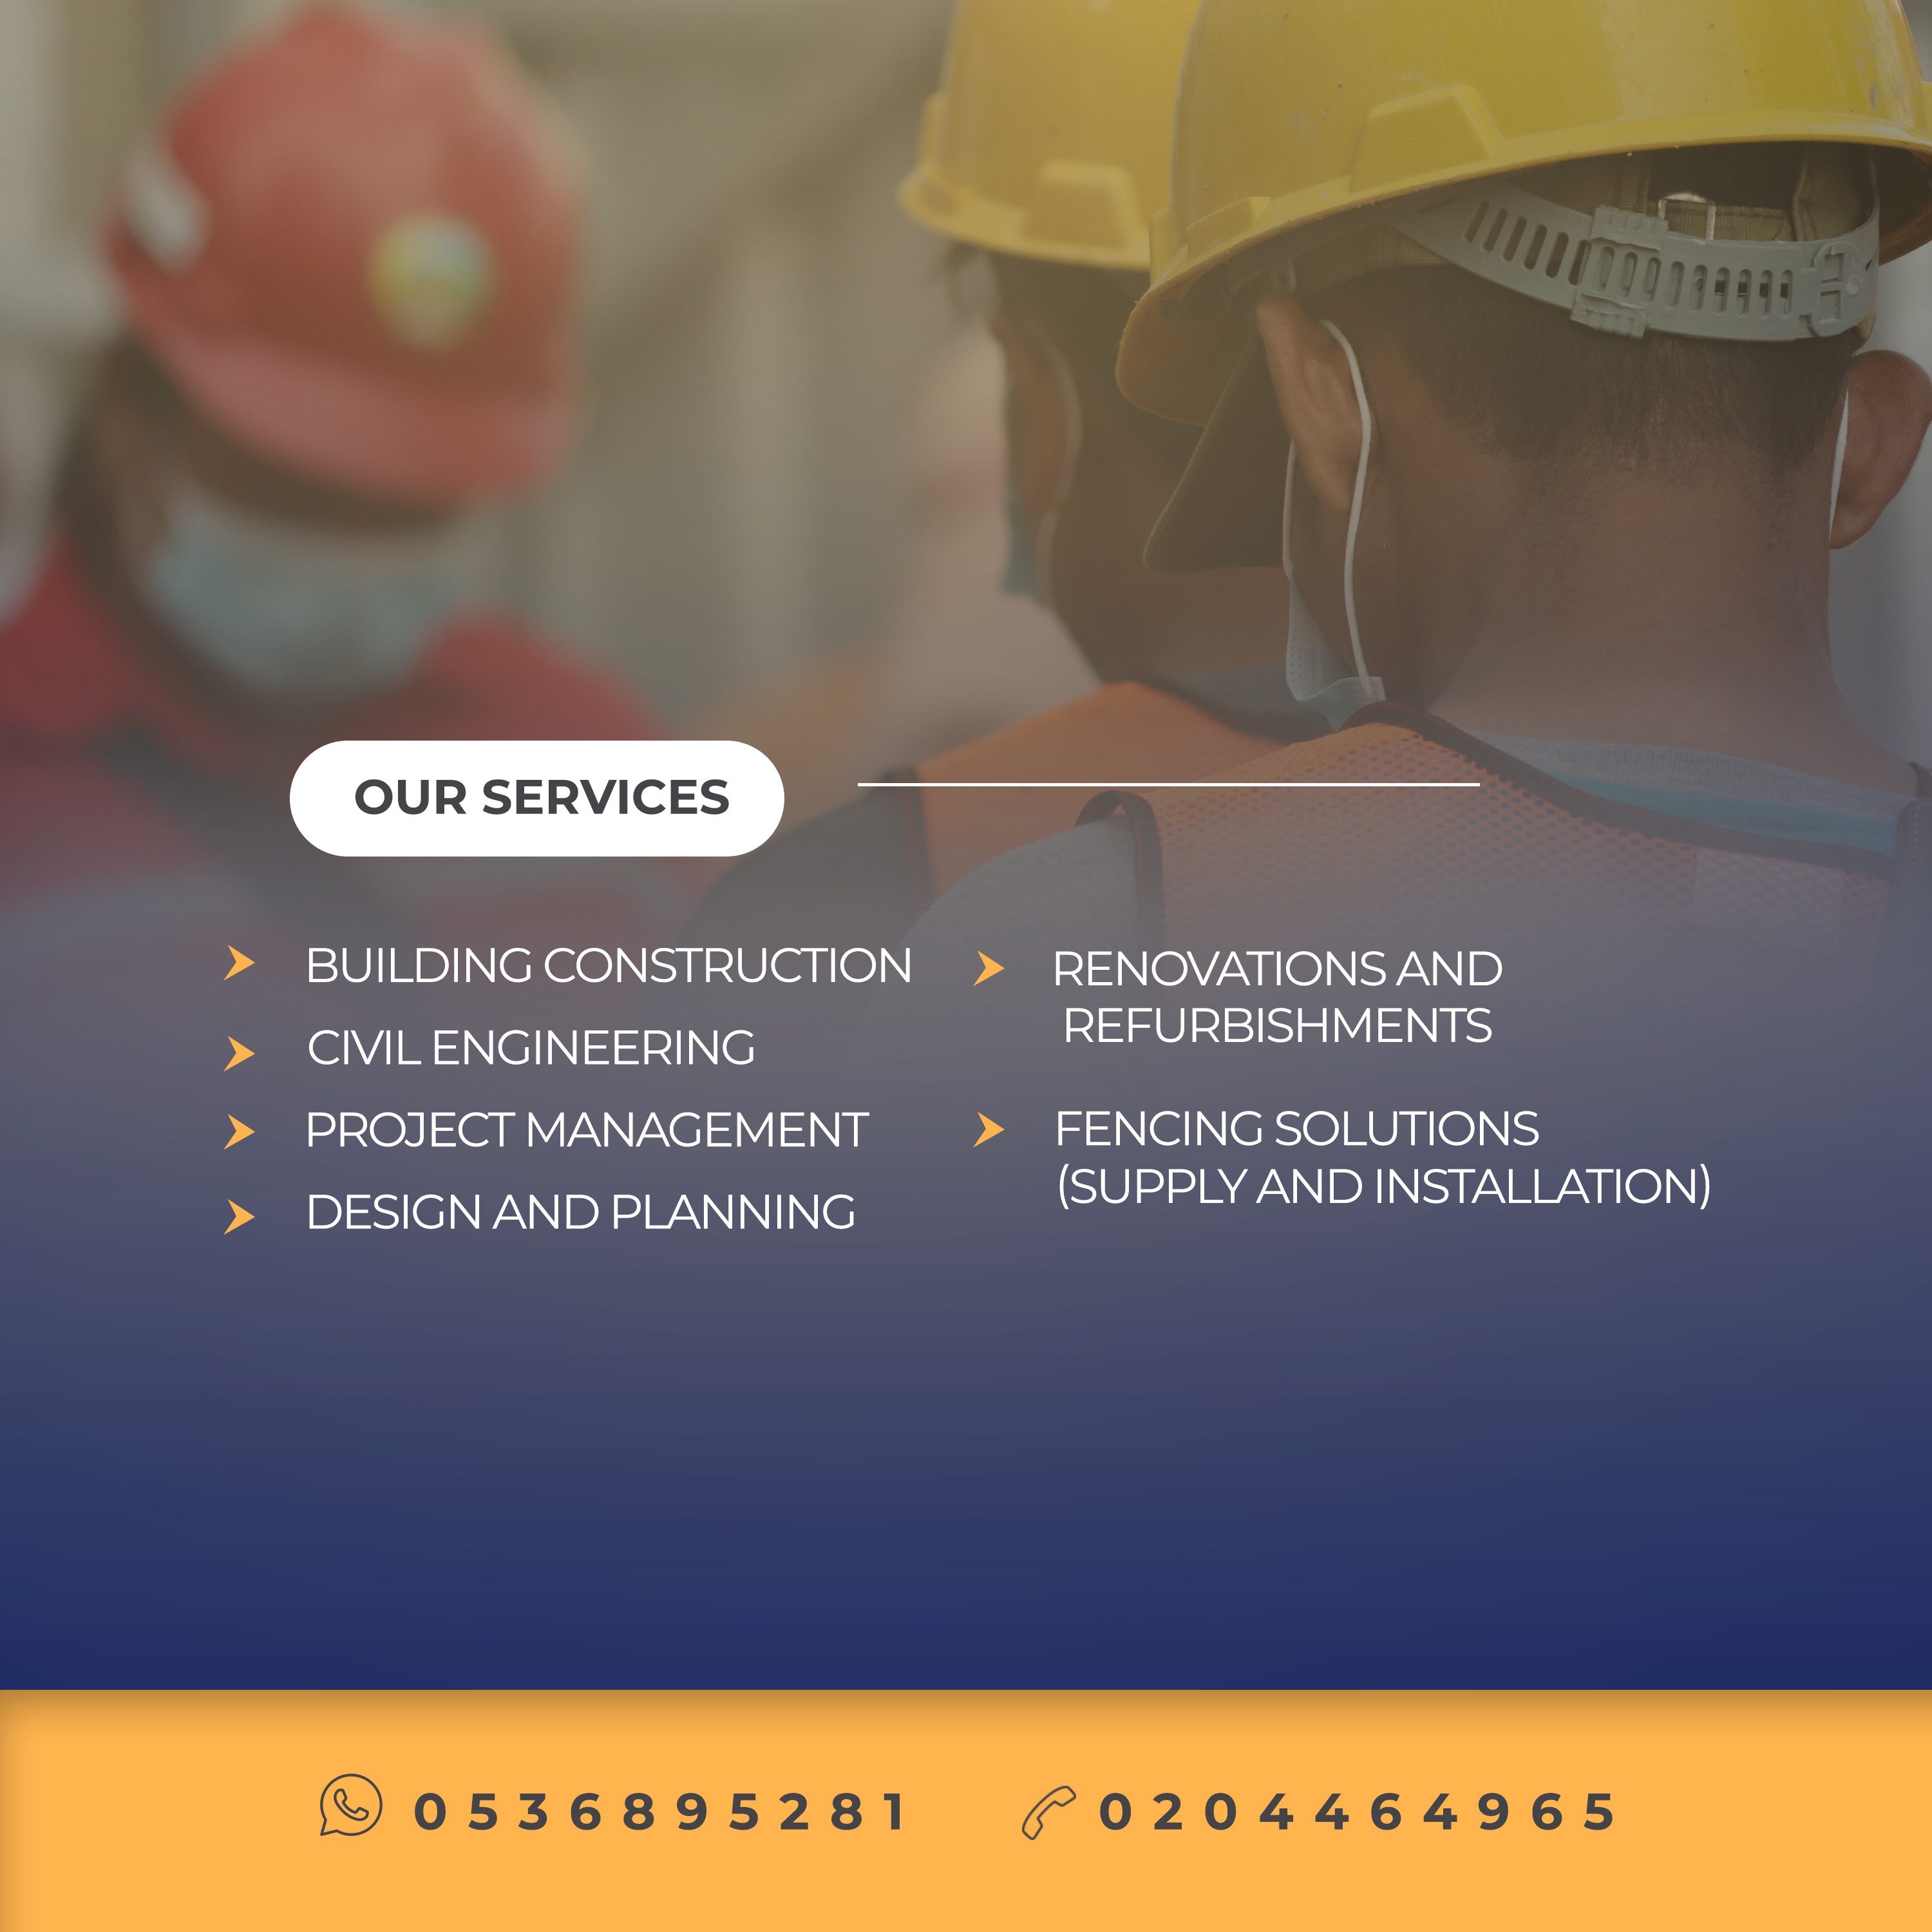 OUR SERVICES
BUILDING CONSTRUCTION
CIVIL ENGINEERING
PROJECT MANAGEMENT
DESIGN AND PLANNING
RENOVATIONS AND
REFURBISHMENTS
FENCING SOLUTIONS
(SUPPLY AND INSTALLATION)
0536895281
0204464965